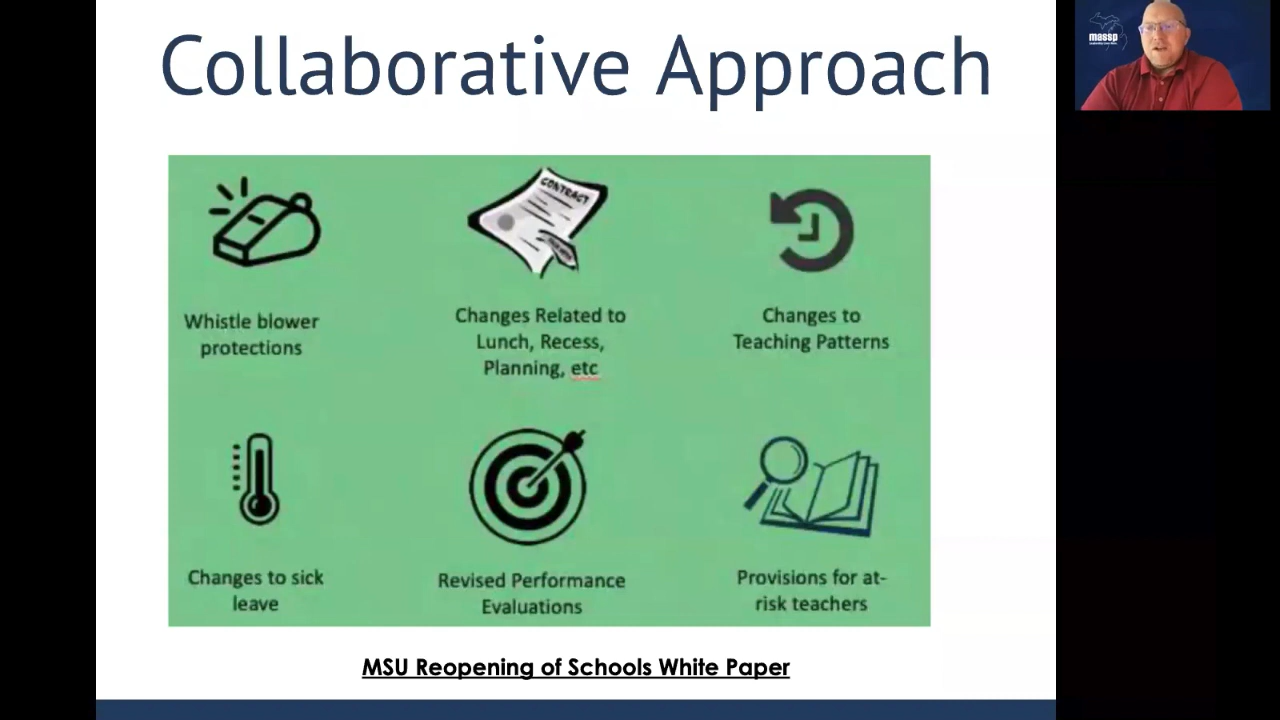 Collaborative Approach
massp
CONTRACT
Whistle blower
protections
Changes Related to
Lunch, Recess,
Planning, etc
Changes to
Teaching Patterns
Changes to sick
leave
Revised Performance
Evaluations
Provisions for at-
risk teachers
MSU Reopening of Schools White Paper